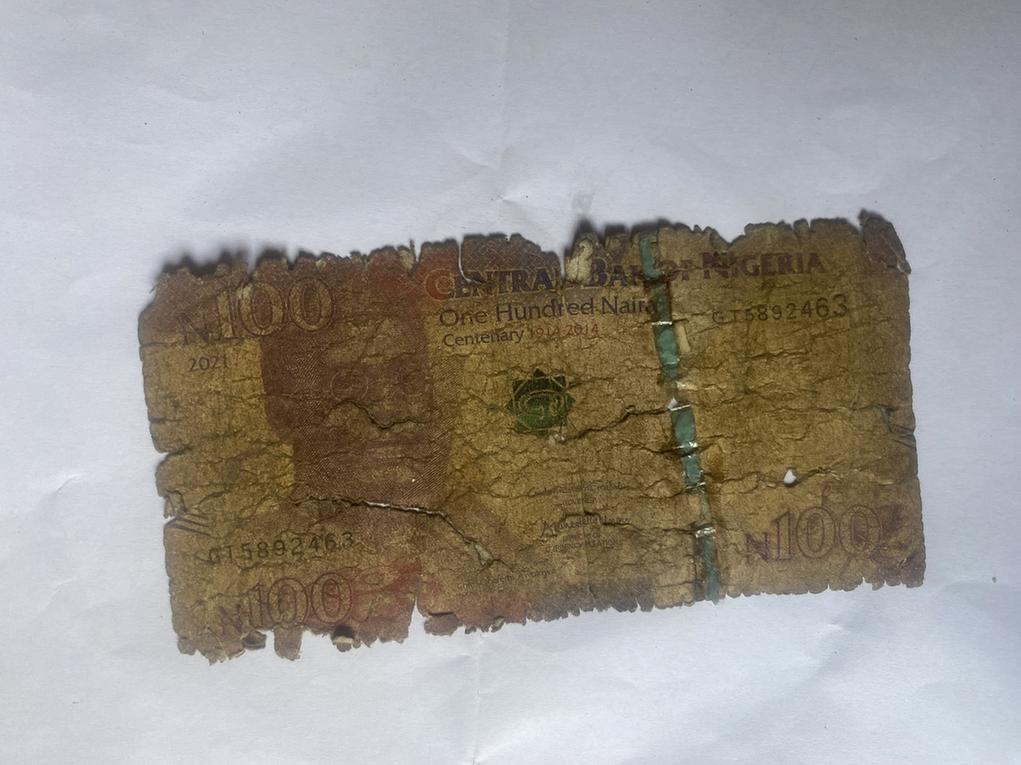 ₦100
2021
CENTRAL BANK OF NIGERIA
One Hundred Naira
Centenary 1914-2014
GT5892463
GT5892463
₦100
₦100